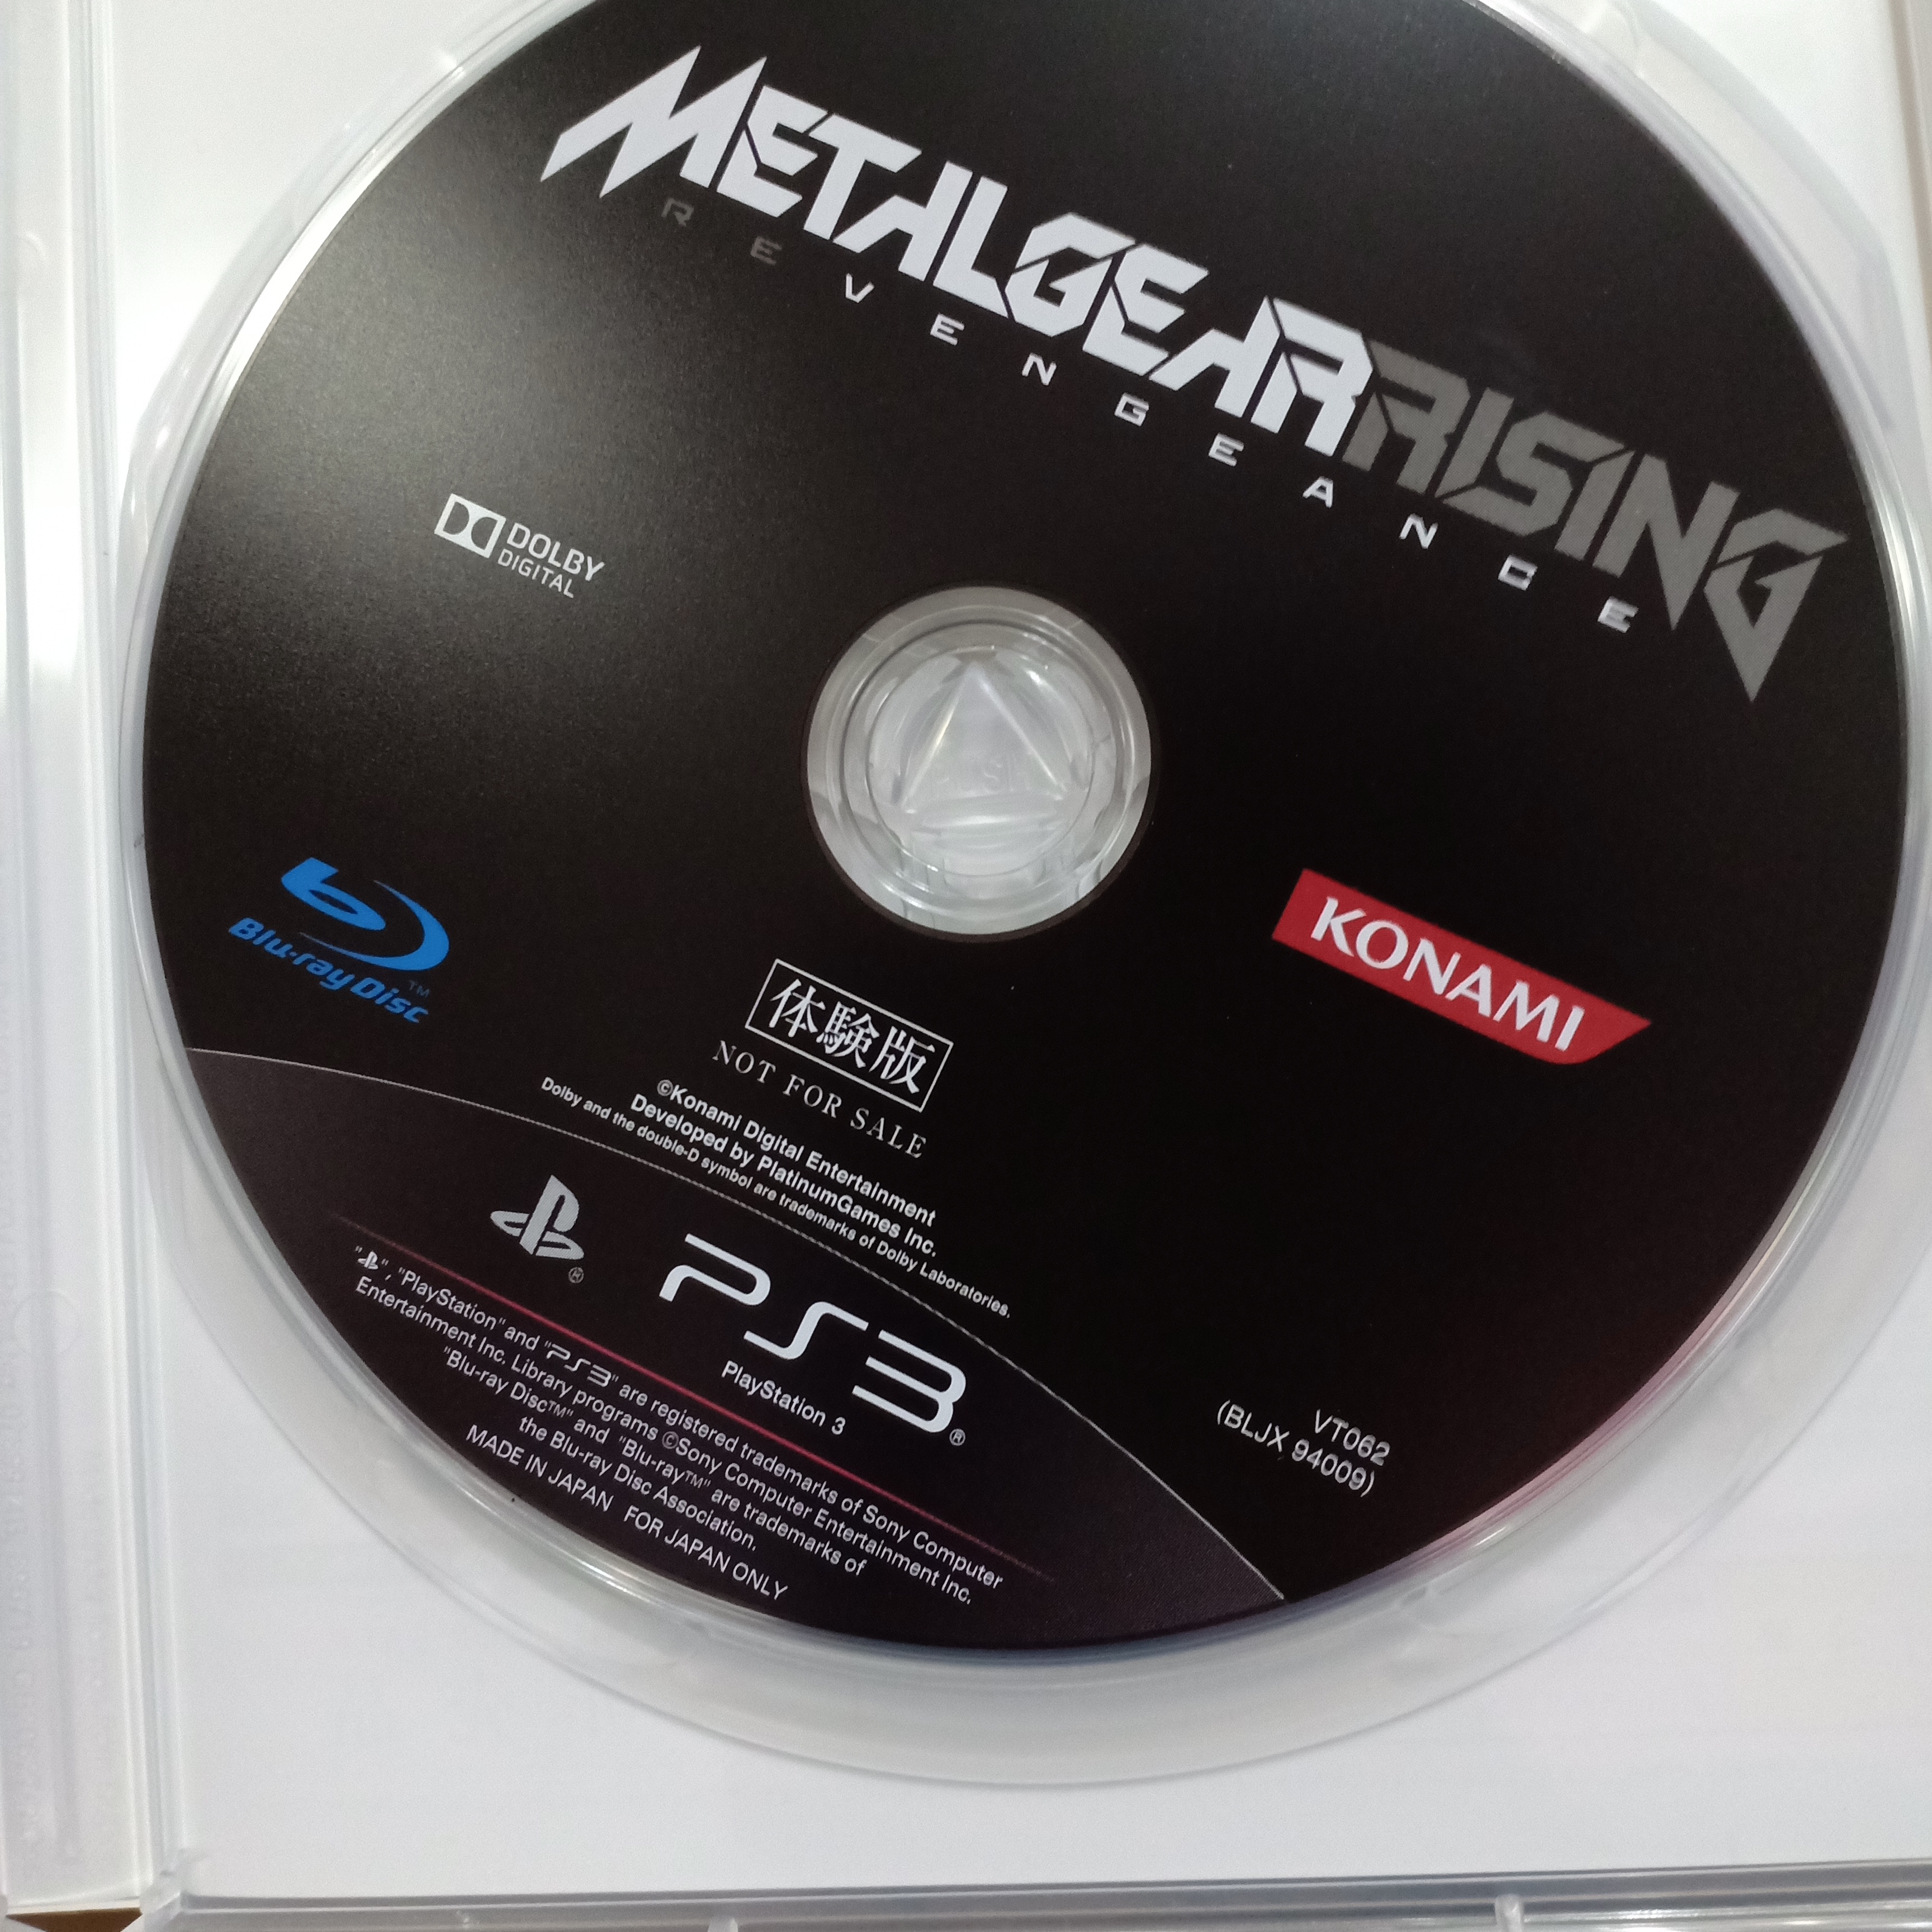 METAL GEAR RISING
REVENGEANCE
DOLBY
DIGITAL
Blu-ray Disc™
KONAMI
体験版
NOT FOR SALE
©Konami Digital Entertainment
Developed by PlatinumGames Inc.
Dolby and the double-D symbol are trademarks of Dolby Laboratories.
PS3®
PlayStation 3
VT062
(BLJX 94009)
"", "PlayStation" and "PS3" are registered trademarks of Sony Computer
Entertainment Inc. Library programs ©Sony Computer Entertainment Inc.
"Blu-ray Disc™" and "Blu-ray™" are trademarks of
the Blu-ray Disc Association.
MADE IN JAPAN FOR JAPAN ONLY